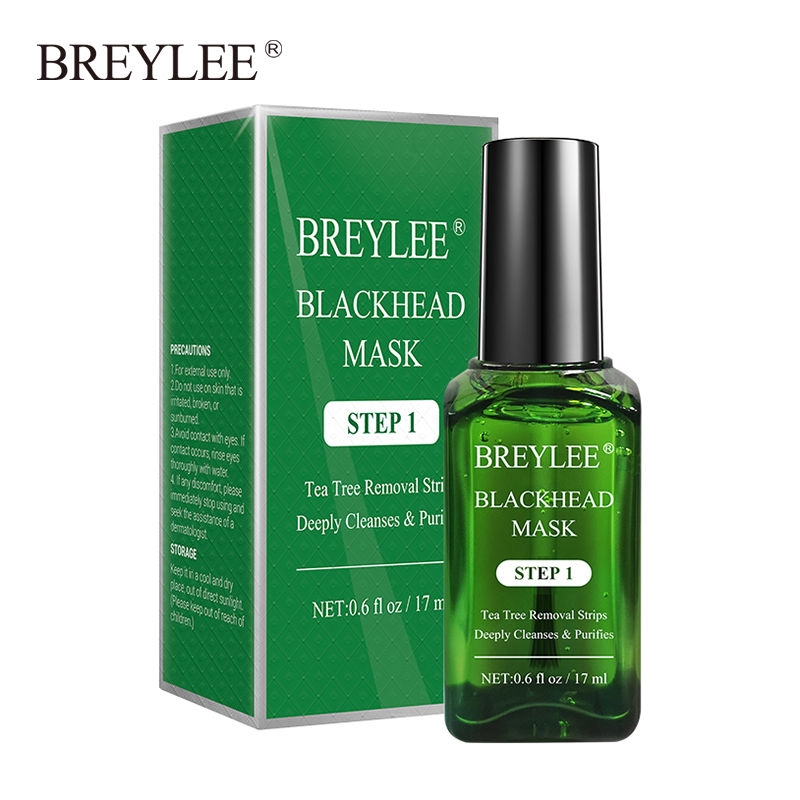 BREYLEE®
BREYLEE®
BLACKHEAD
MASK
STEP 1
Tea Tree Removal Strip
Deeply Cleanses & Purifi
NET:0.6 fl oz / 17 m
PRECAUTIONS
1.For external use only.
2.Do not use on skin that is
irritated, broken, or
sunburned.
3.Avoid contact with eyes. If
contact occurs, rinse eyes
thoroughly with water.
4. If any discomfort, please
immediately stop using and
seek the assistance of a
dermatologist.
STORAGE
Keep it in a cool and dry
place, out of direct sunlight.
(Please keep out of reach of
children.)
BREYLEE®
BLACKHEAD
MASK
STEP 1
Tea Tree Removal Strips
Deeply Cleanses & Purifies
NET:0.6 fl oz / 17 ml